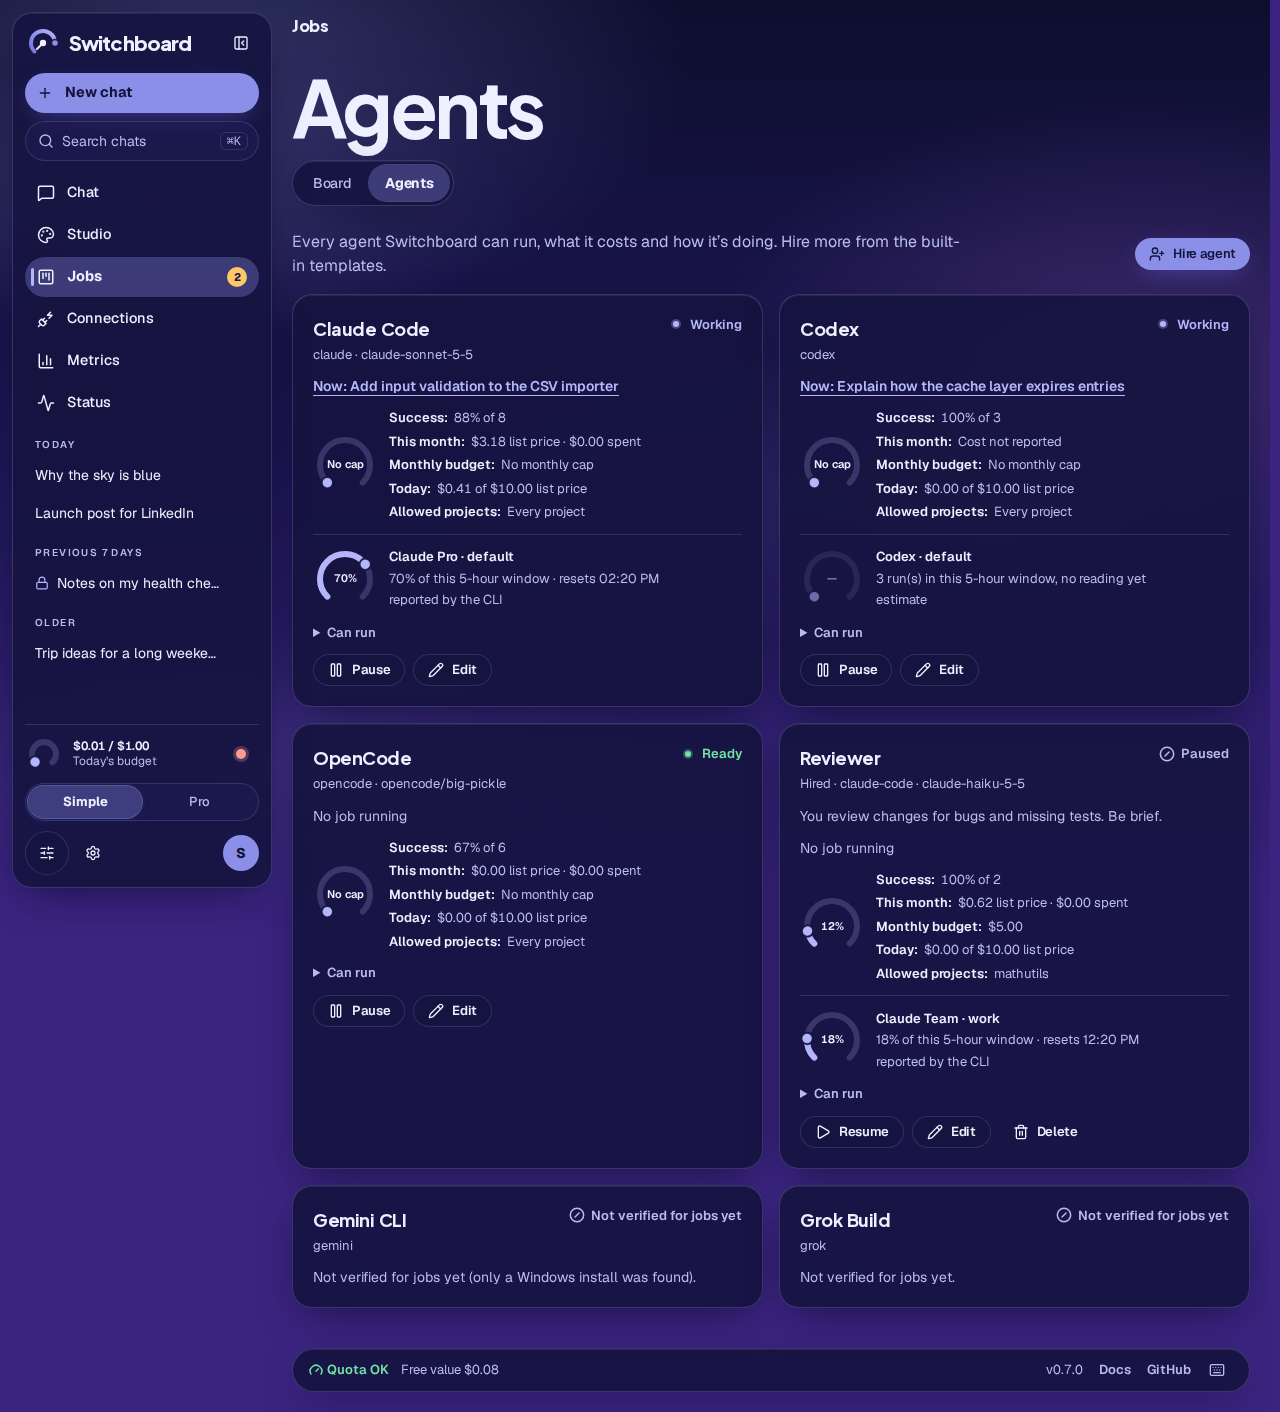 Switchboard
New chat
Search chats
⌘K
Chat
Studio
Jobs
2
Connections
Metrics
Status
TODAY
Why the sky is blue
Launch post for LinkedIn
PREVIOUS 7 DAYS
Notes on my health che…
OLDER
Trip ideas for a long weeke…
$0.01 / $1.00
Today's budget
Simple
Pro
S
Jobs
Agents
Board
Agents
Every agent Switchboard can run, what it costs and how it's doing. Hire more from the built-
in templates.
Hire agent
Claude Code
Working
claude · claude-sonnet-5-5
Now: Add input validation to the CSV importer
No cap
Success: 88% of 8
This month: $3.18 list price · $0.00 spent
Monthly budget: No monthly cap
Today: $0.41 of $10.00 list price
Allowed projects: Every project
70%
Claude Pro · default
70% of this 5-hour window · resets 02:20 PM
reported by the CLI
Can run
Pause
Edit
Codex
Working
codex
Now: Explain how the cache layer expires entries
No cap
Success: 100% of 3
This month: Cost not reported
Monthly budget: No monthly cap
Today: $0.00 of $10.00 list price
Allowed projects: Every project
—
Codex · default
3 run(s) in this 5-hour window, no reading yet
estimate
Can run
Pause
Edit
OpenCode
Ready
opencode · opencode/big-pickle
No job running
No cap
Success: 67% of 6
This month: $0.00 list price · $0.00 spent
Monthly budget: No monthly cap
Today: $0.00 of $10.00 list price
Allowed projects: Every project
Can run
Pause
Edit
Reviewer
Paused
Hired · claude-code · claude-haiku-5-5
You review changes for bugs and missing tests. Be brief.
No job running
12%
Success: 100% of 2
This month: $0.62 list price · $0.00 spent
Monthly budget: $5.00
Today: $0.00 of $10.00 list price
Allowed projects: mathutils
18%
Claude Team · work
18% of this 5-hour window · resets 12:20 PM
reported by the CLI
Can run
Resume
Edit
Delete
Gemini CLI
Not verified for jobs yet
gemini
Not verified for jobs yet (only a Windows install was found).
Grok Build
Not verified for jobs yet
grok
Not verified for jobs yet.
Quota OK
Free value $0.08
v0.7.0
Docs
GitHub